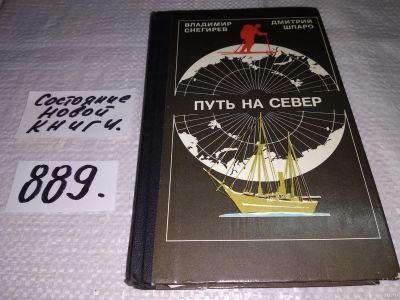 Состояние
Новой
книги.
889.
ВЛАДИМИР
СНЕГИРЕВ
ДМИТРИЙ
ШПАРО
ПУТЬ НА СЕВЕР